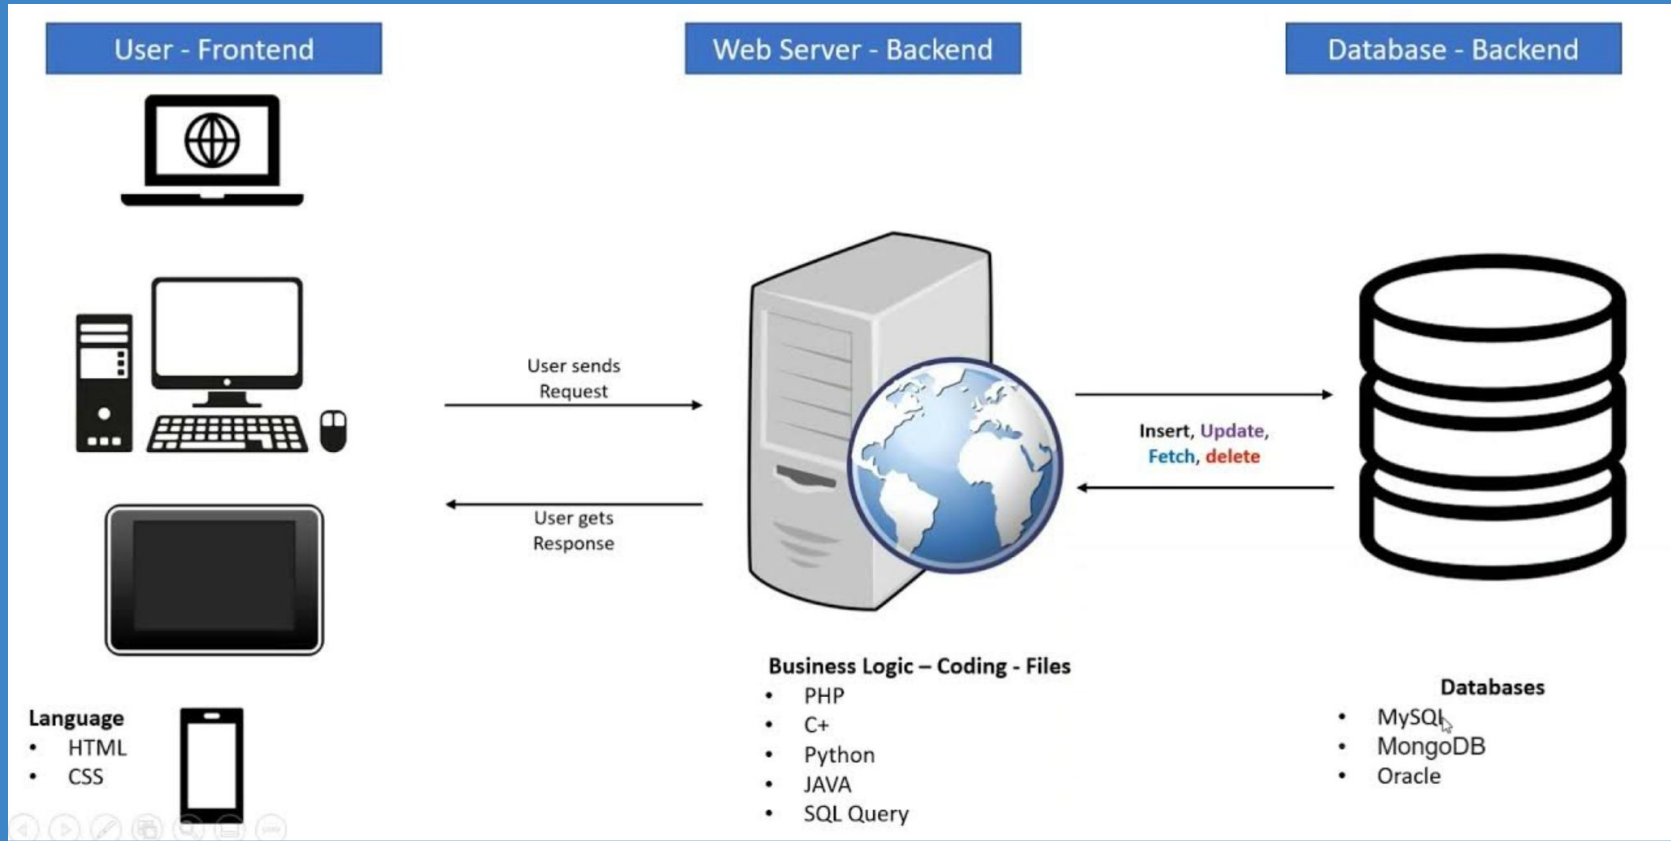 User - Frontend
Web Server - Backend
Database - Backend
User sends
Request
User gets
Response
Insert, Update,
Fetch, delete
Language
• HTML
• CSS
Business Logic – Coding - Files
• PHP
• C+
• Python
• JAVA
• SQL Query
Databases
• MySQL
• MongoDB
• Oracle